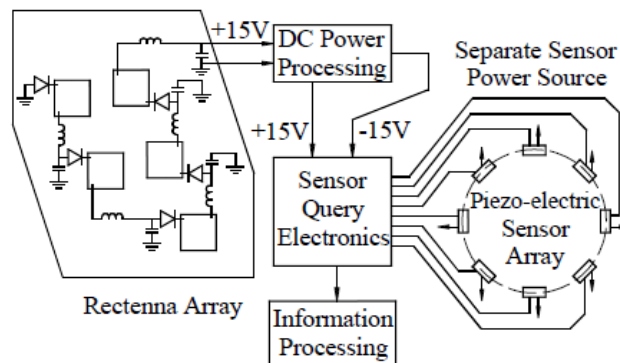 +15V
DC Power
Processing
Separate Sensor
Power Source
+15V
-15V
Sensor
Query
Electronics
Piezo-electric
Sensor
Array
Rectenna Array
Information
Processing